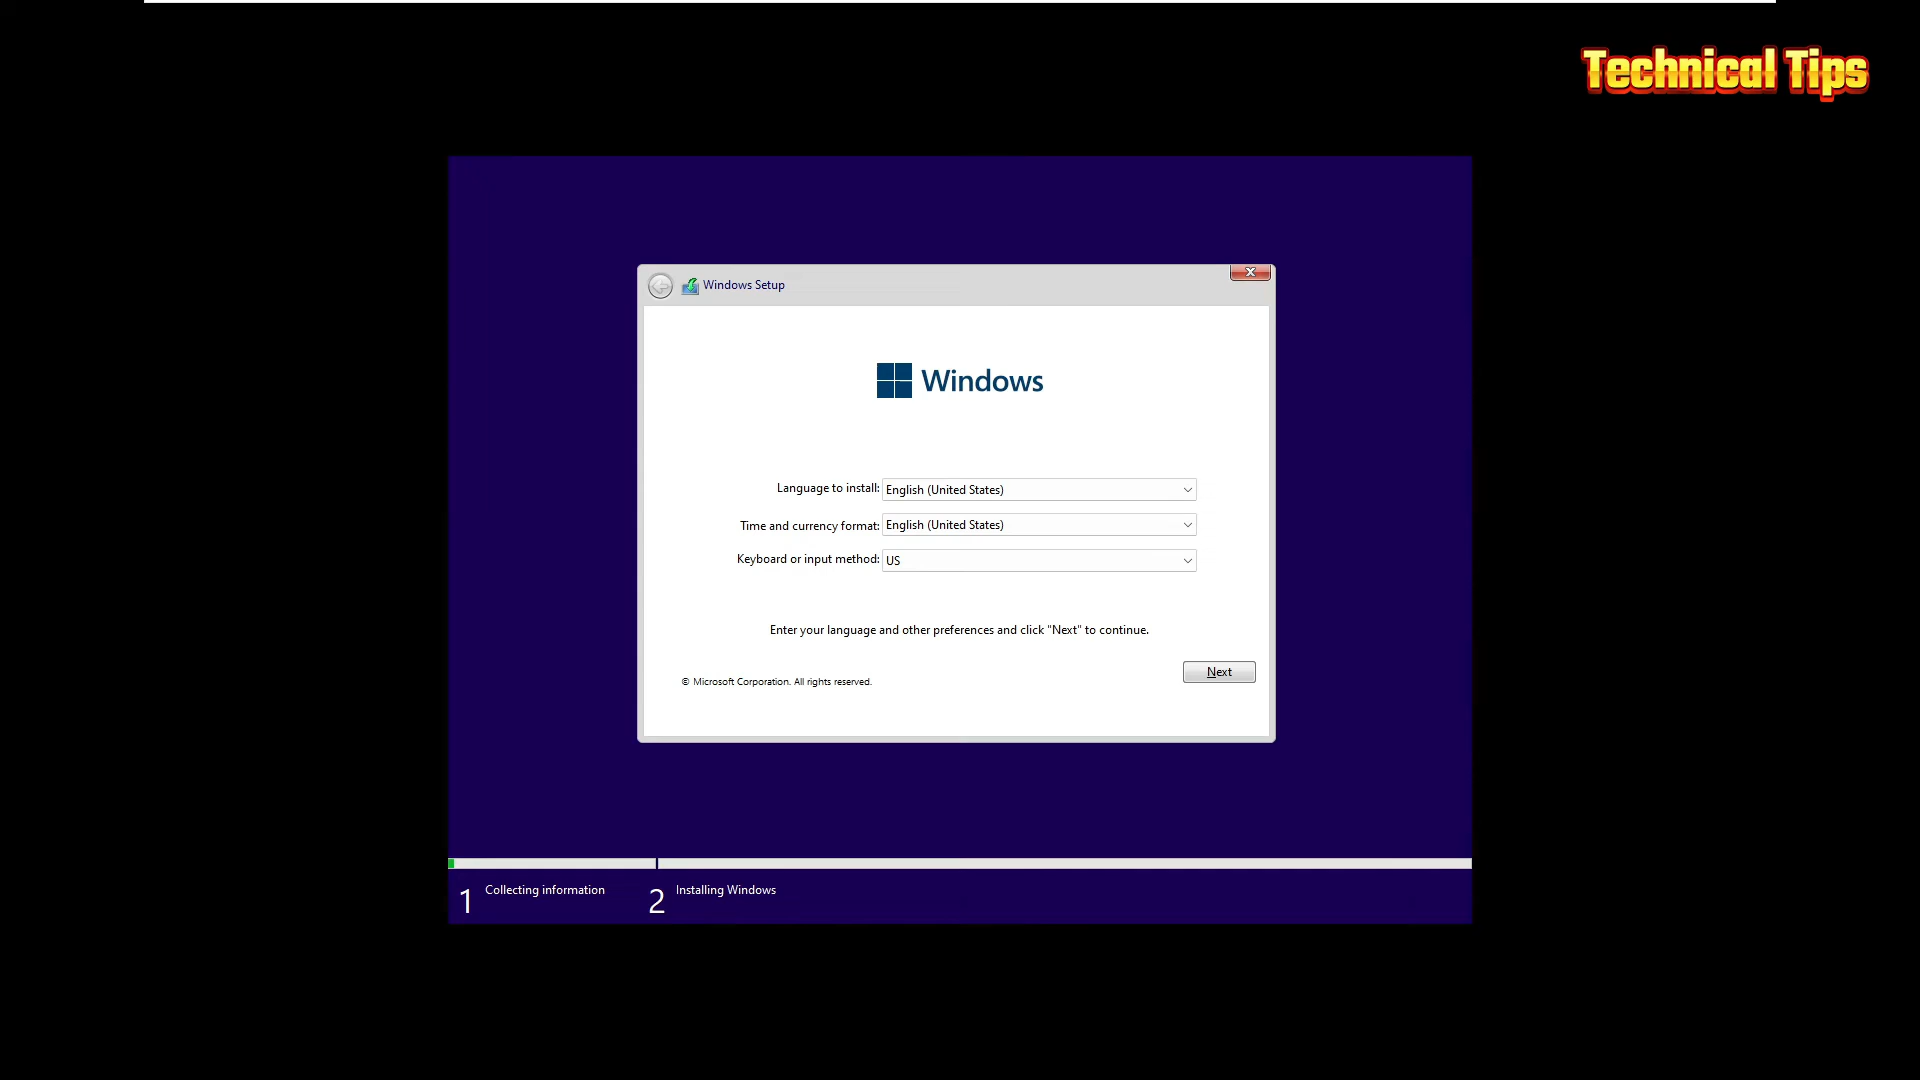 Technical Tips
Windows Setup
Windows
Language to install: English (United States)
Time and currency format: English (United States)
Keyboard or input method: US
Enter your language and other preferences and click "Next" to continue.
Next
© Microsoft Corporation. All rights reserved.
1 Collecting information 2 Installing Windows